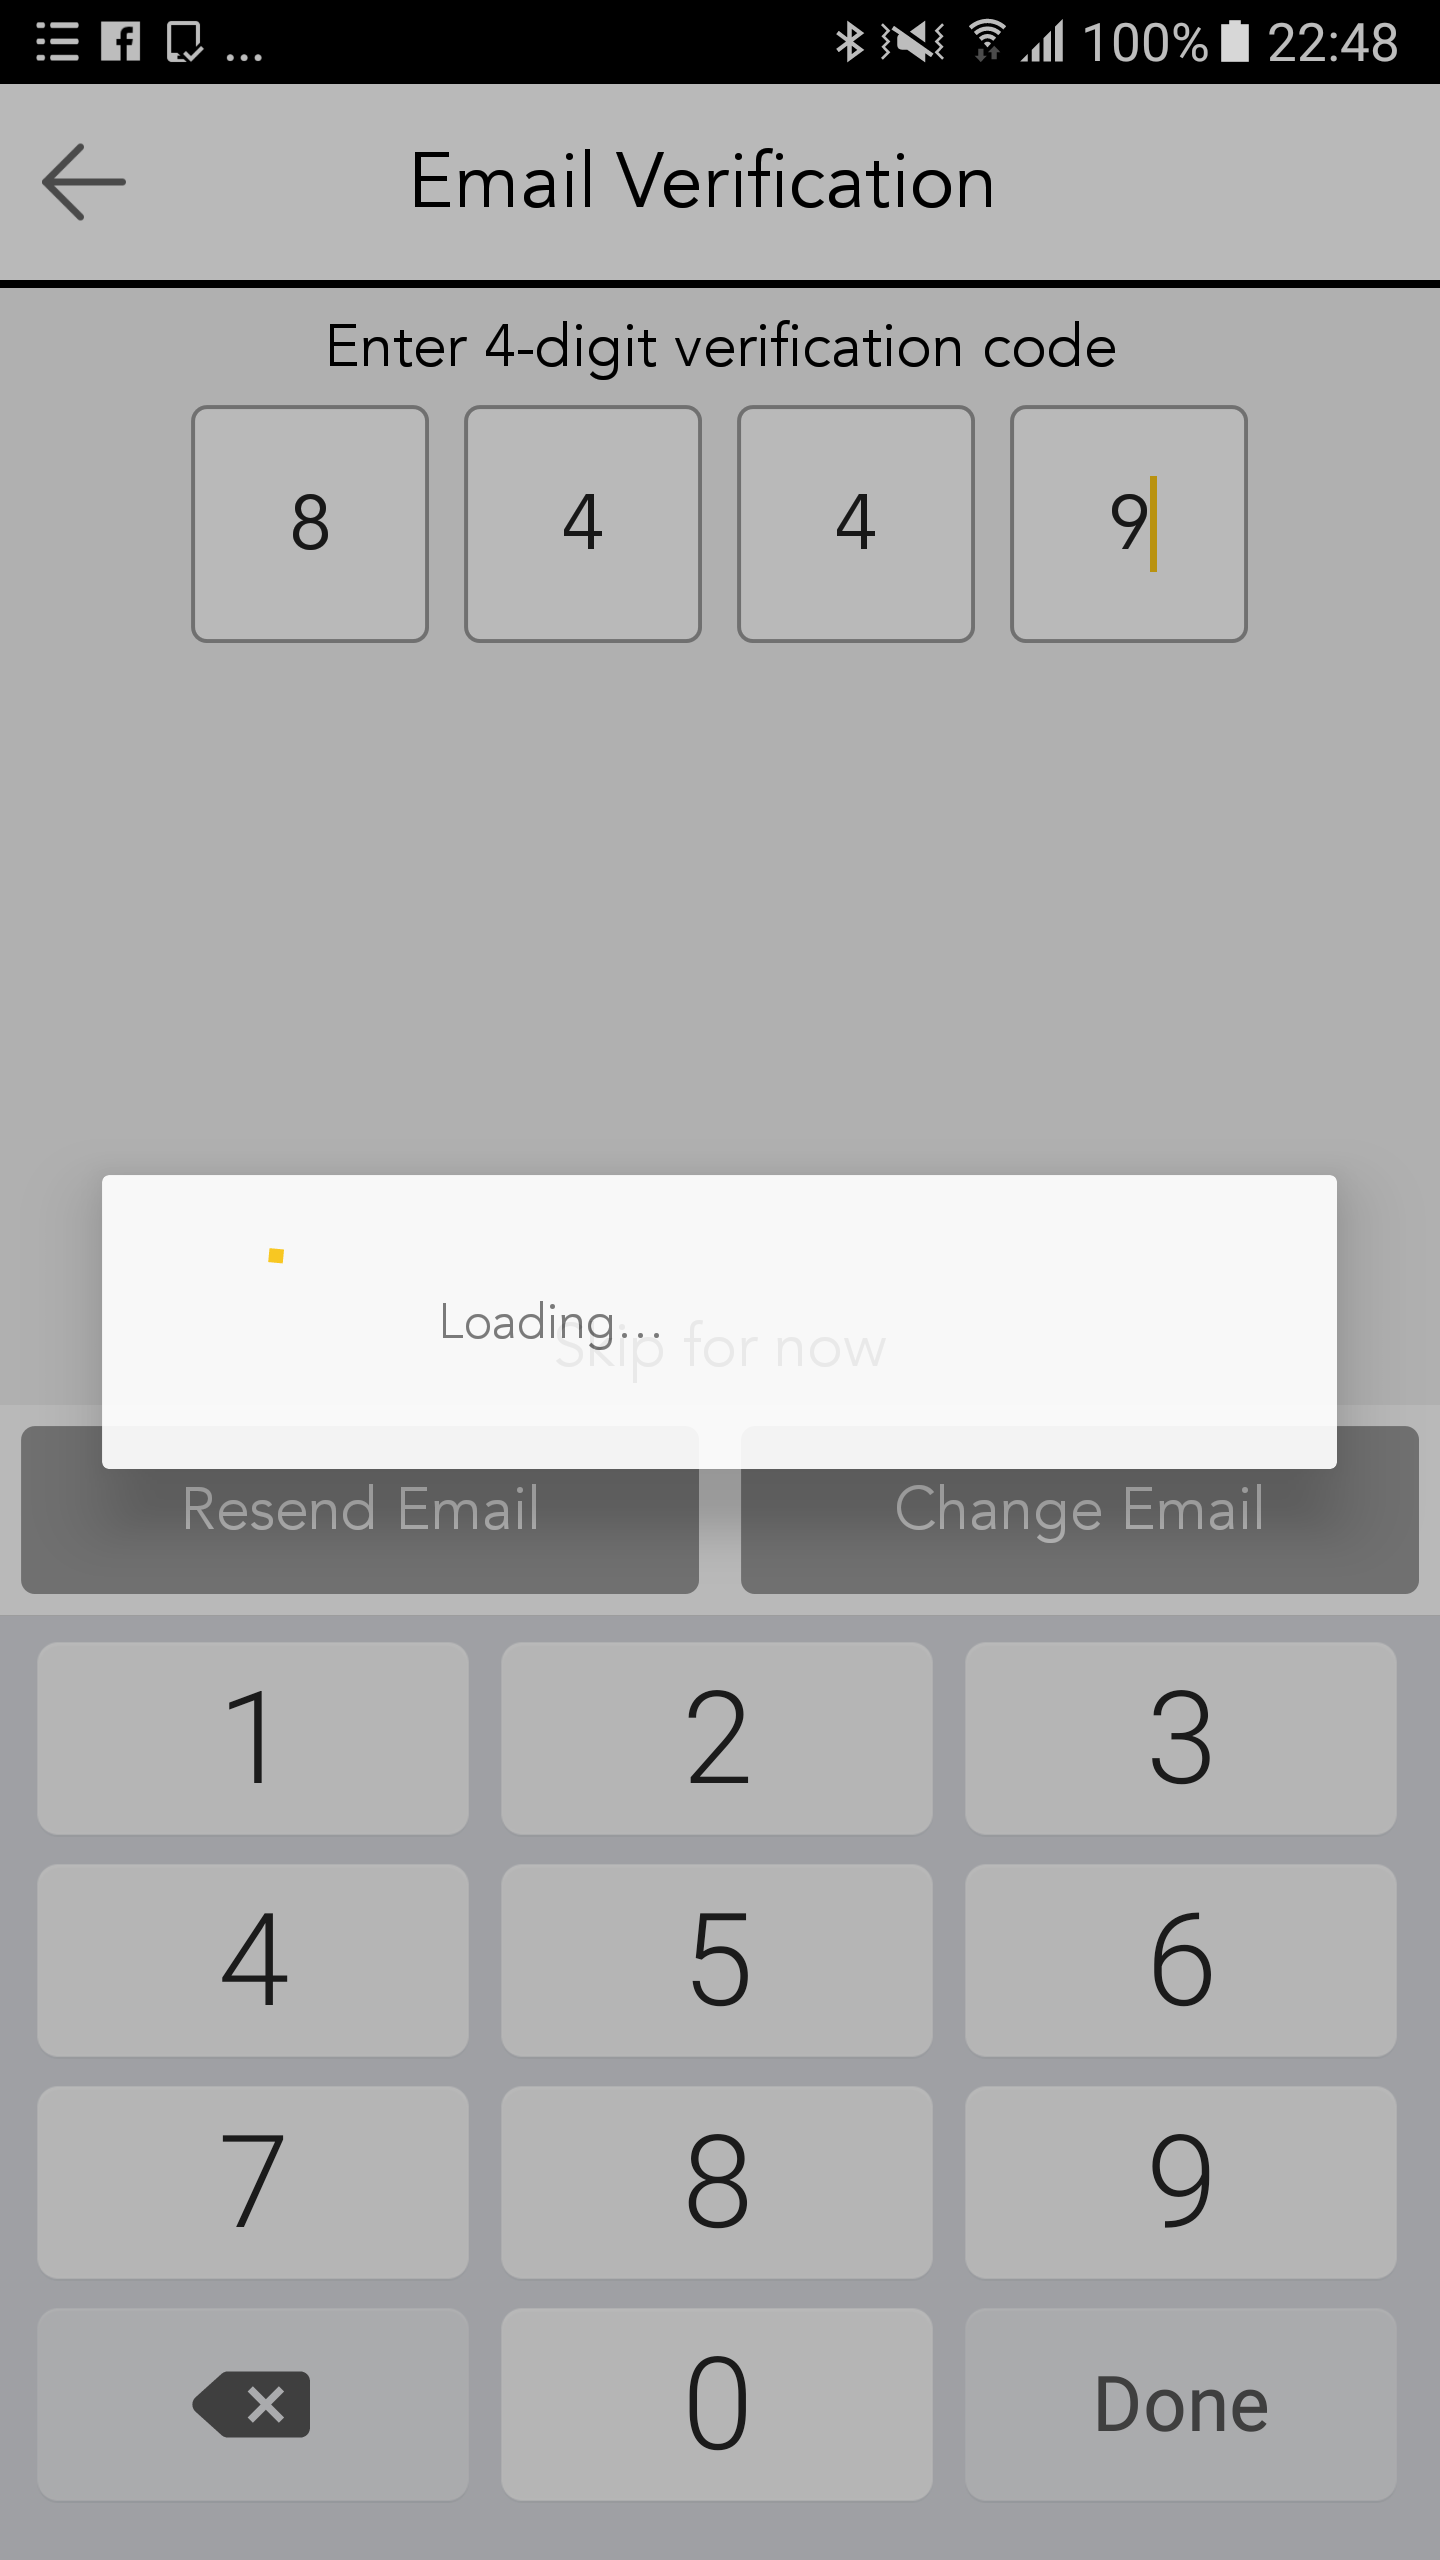 ... 100% 22:48
Email Verification
Enter 4-digit verification code
8 4 4 9
Loading...
Skip for now
Resend Email Change Email
1 2 3
4 5 6
7 8 9
0 Done